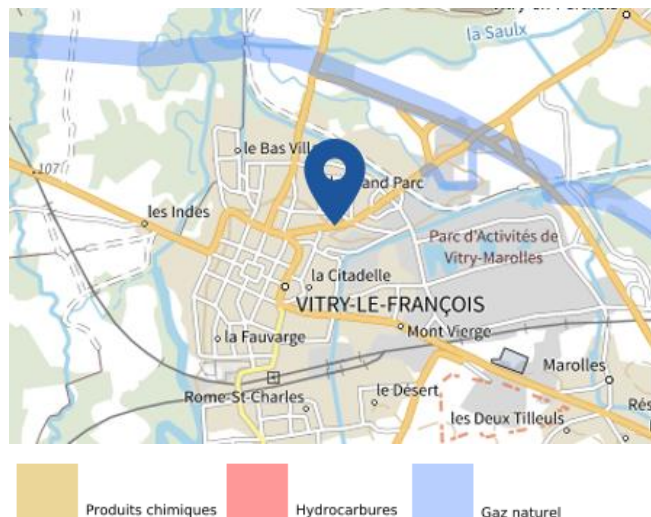 la Saulx
le Bas Vill
and Parc
107
les Indes
Parc d'Activités de
Vitry-Marolles
la Citadelle
VITRY-LE-FRANÇOIS
Mont Vierge
la Fauvarge
Marolles
Rome-St-Charles
le Désert
les Deux Tilleuls
Rés
Produits chimiques
Hydrocarbures
Gaz naturel